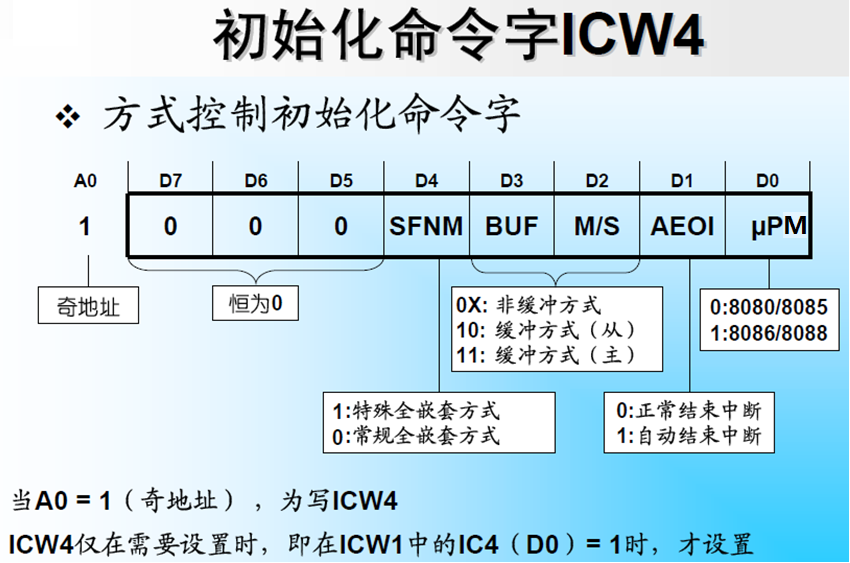 初始化命令字ICW4
❖ 方式控制初始化命令字
A0 D7 D6 D5 D4 D3 D2 D1 D0
1 0 0 0 SFNM BUF M/S AEOI μPM
奇地址
恒为0
0X: 非缓冲方式
10: 缓冲方式（从）
11: 缓冲方式（主）
0:8080/8085
1:8086/8088
1:特殊全嵌套方式
0:常规全嵌套方式
0:正常结束中断
1:自动结束中断
当A0 = 1（奇地址），为写ICW4
ICW4仅在需要设置时，即在ICW1中的IC4（D0）= 1时，才设置